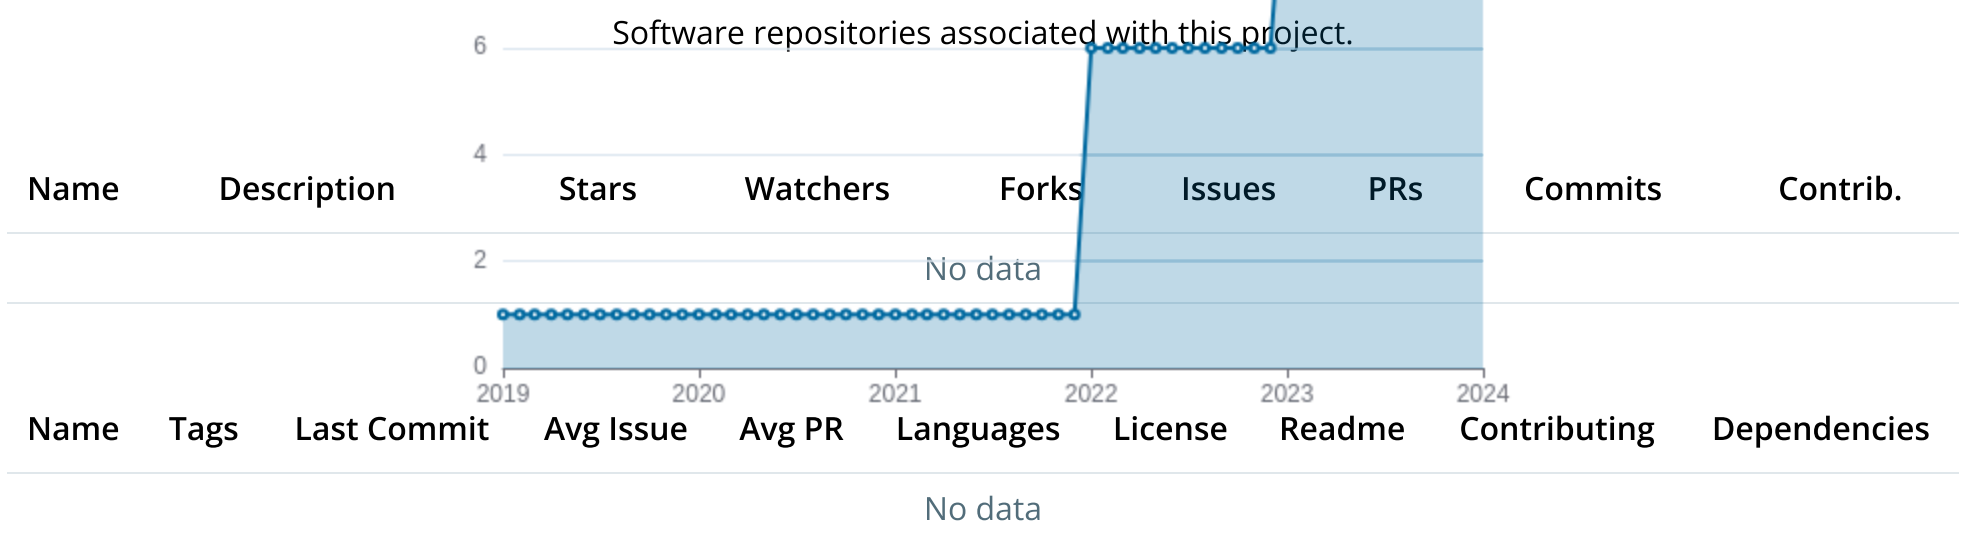 Software repositories associated with this project.
6
4
Name Description Stars Watchers Forks Issues PRs Commits Contrib.
2
No data
0
2019 2020 2021 2022 2023 2024
Name Tags Last Commit Avg Issue Avg PR Languages License Readme Contributing Dependencies
No data